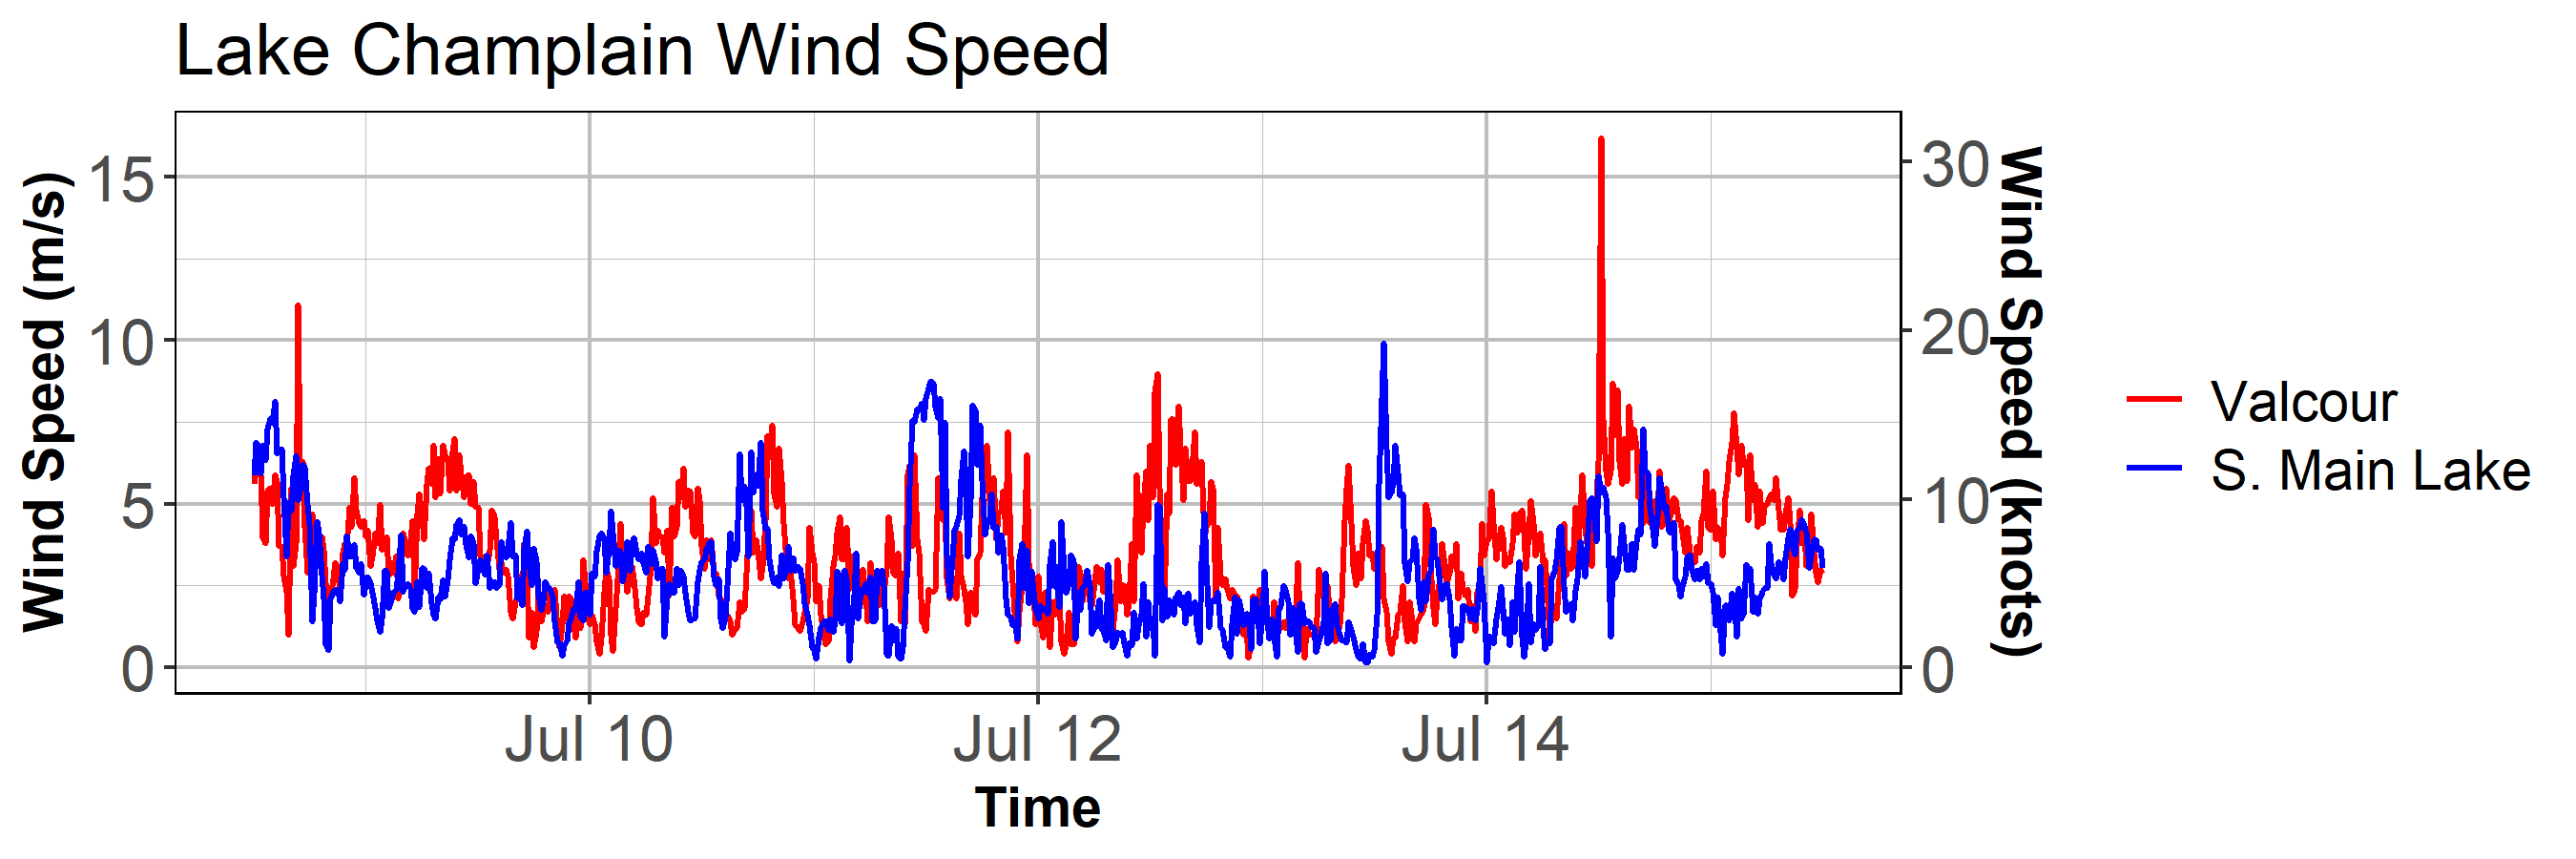 Lake Champlain Wind Speed
Wind Speed (m/s)
15
10
5
0
30
20
10
0
Wind Speed (knots)
Jul 10
Jul 12
Jul 14
Time
Valcour
S. Main Lake